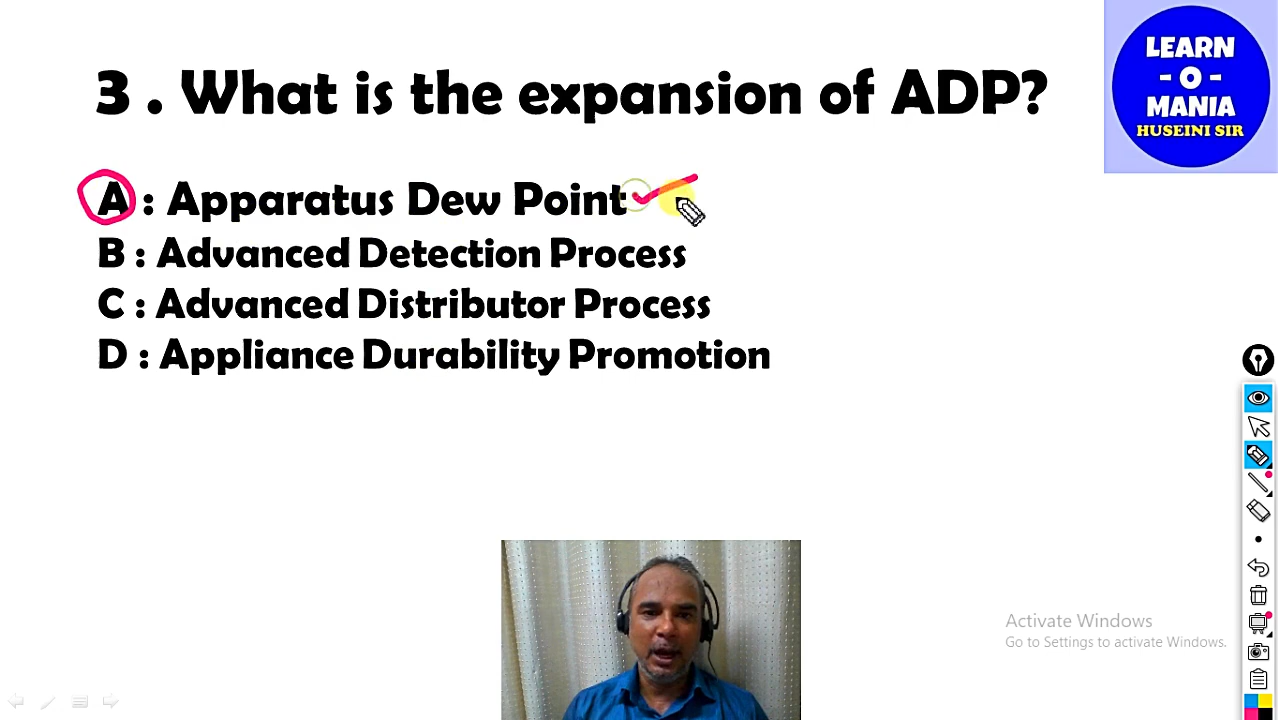 3 . What is the expansion of ADP?
LEARN
- O -
MANIA
HUSEINI SIR
A : Apparatus Dew Point
B : Advanced Detection Process
C : Advanced Distributor Process
D : Appliance Durability Promotion
Activate Windows
Go to Settings to activate Windows.